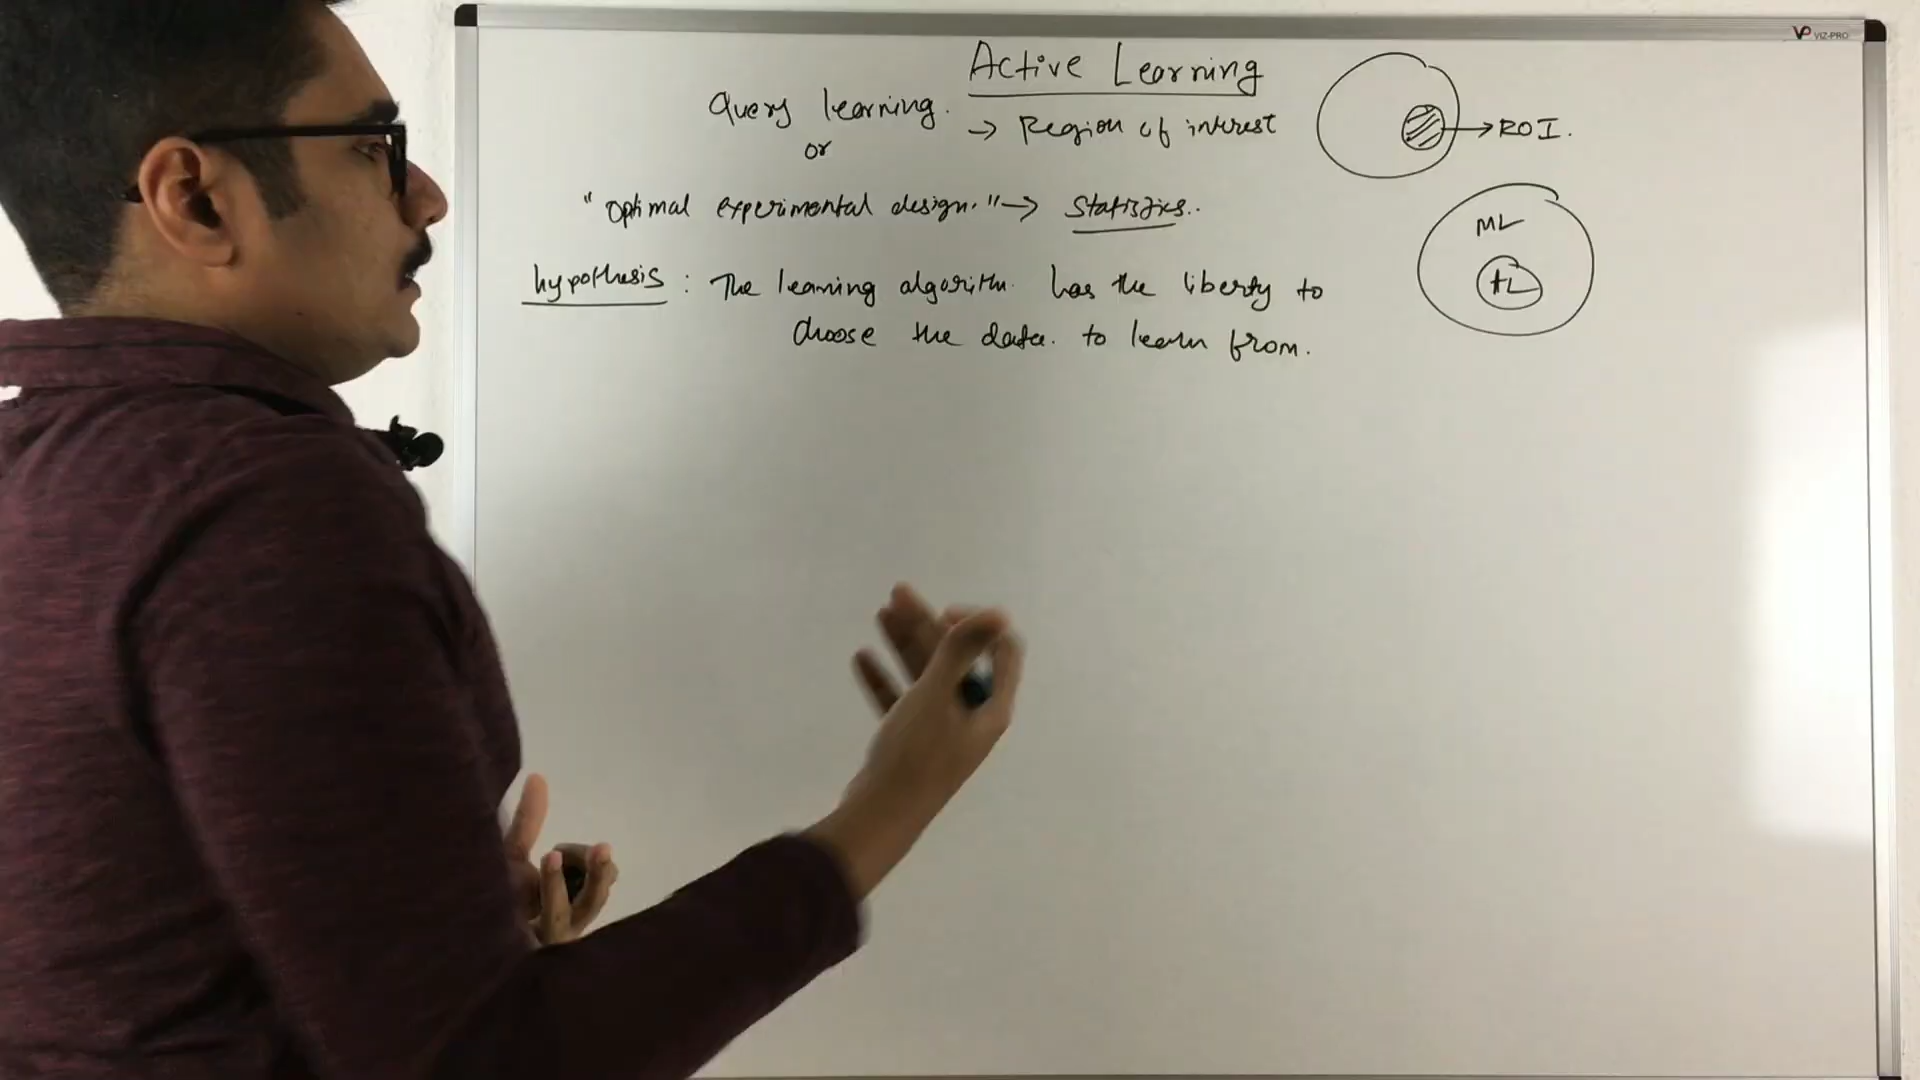 VP VIZ-PRO
Active Learning
Query learning.
or
→ Region of interest
→ ROI.
"Optimal experimental design." → Statistics..
ML
AL
hypothesis : The learning algorithm. has the liberty to
choose the data. to learn from.